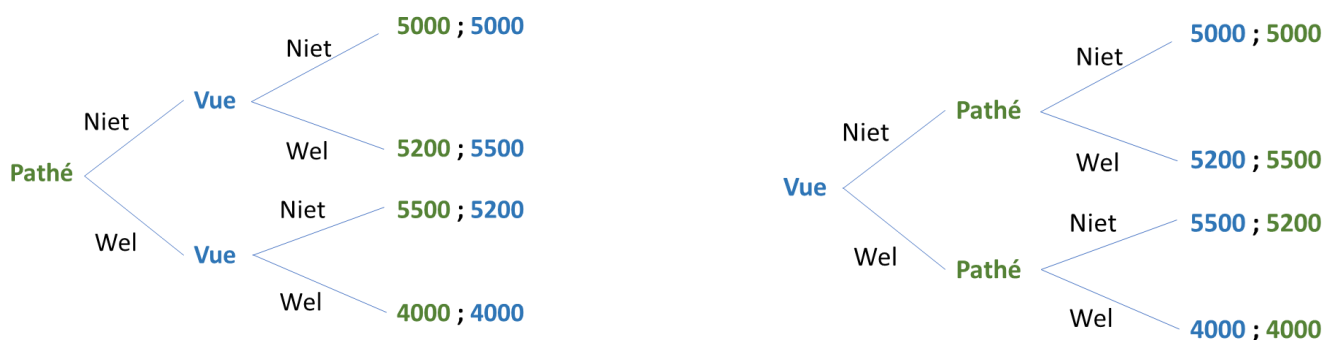 5000 ; 5000
Niet
Vue
Niet
Wel
5200 ; 5500
Pathé
5500 ; 5200
Niet
Wel
Vue
Wel
4000 ; 4000
5000 ; 5000
Niet
Pathé
Niet
Wel
5200 ; 5500
Vue
5500 ; 5200
Niet
Wel
Pathé
Wel
4000 ; 4000